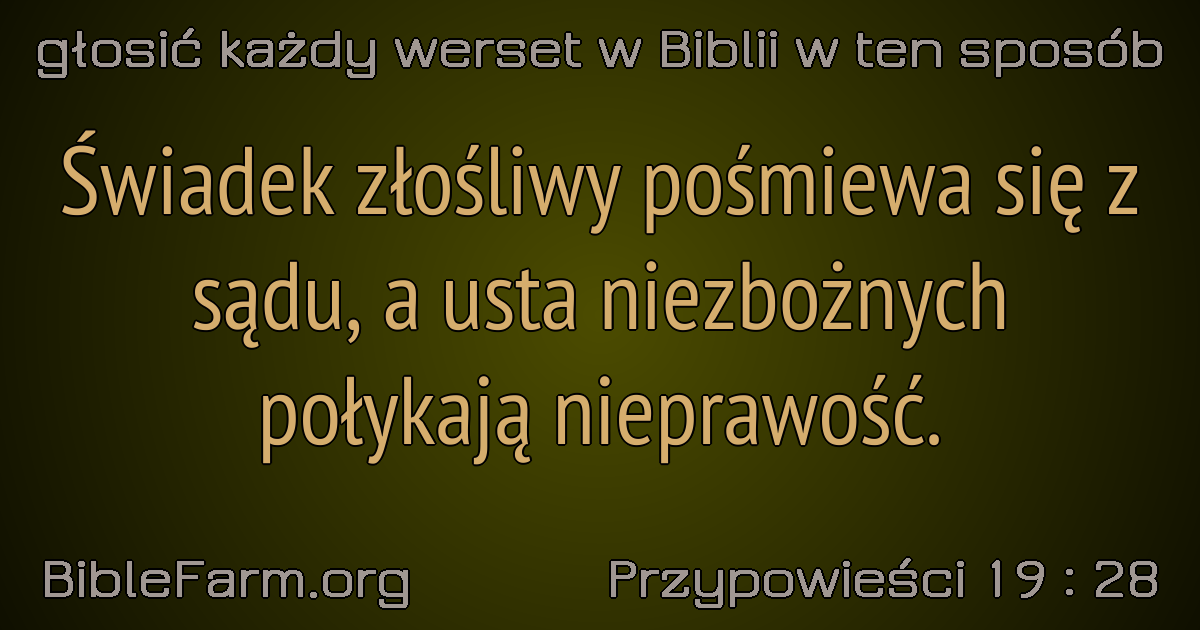 głosić każdy werset w Biblii w ten sposób
Świadek złośliwy pośmiewa się z
sądu, a usta niezbożnych
połykają nieprawość.
BibleFarm.org
Przypowieści 19 : 28